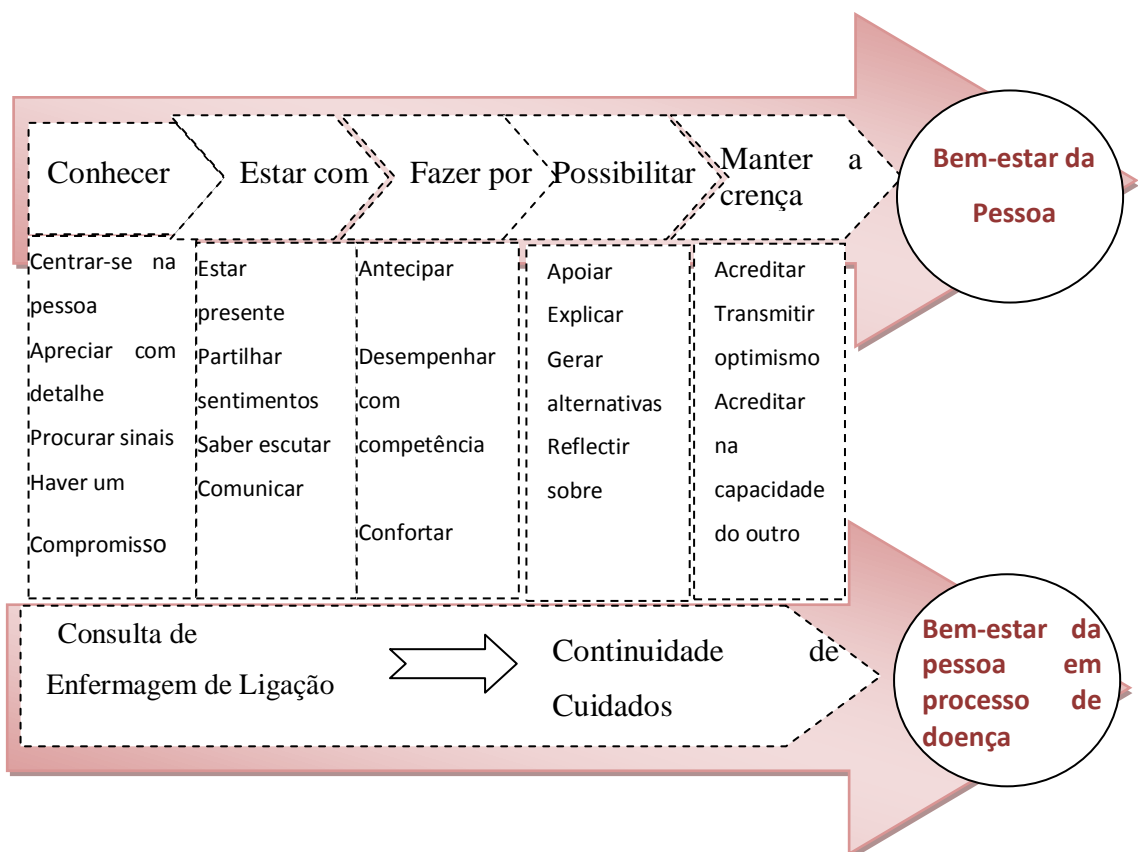 Conhecer
Estar com
Fazer por
Possibilitar
Manter a
crença
Bem-estar da
Pessoa
Centrar-se na
pessoa
Apreciar com
detalhe
Procurar sinais
Haver um
Compromisso
Estar
presente
Partilhar
sentimentos
Saber escutar
Comunicar
Antecipar
Desempenhar
com
competência
Confortar
Apoiar
Explicar
Gerar
alternativas
Reflectir
sobre
Acreditar
Transmitir
optimismo
Acreditar
na
capacidade
do outro
Consulta de
Enfermagem de Ligação
Continuidade de
Cuidados
Bem-estar da
pessoa em
processo de
doença